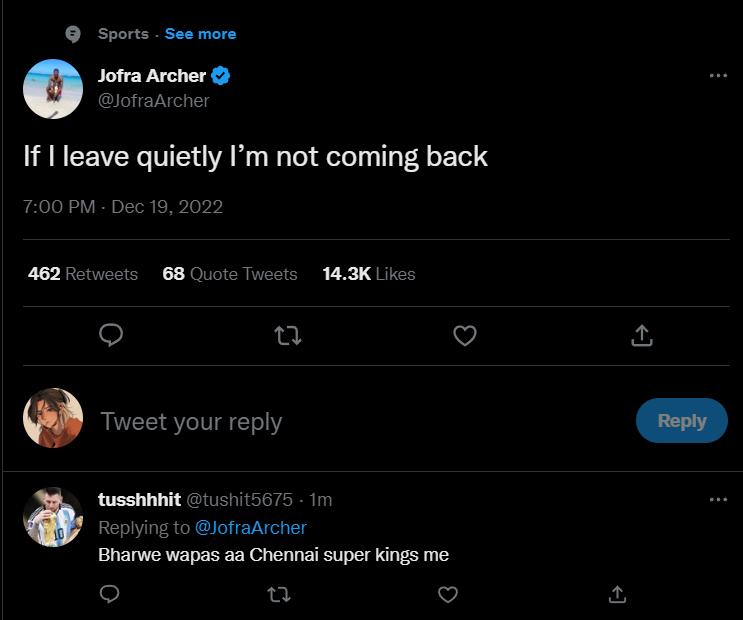 Sports · See more
Jofra Archer
@JofraArcher
If I leave quietly I’m not coming back
7:00 PM · Dec 19, 2022
462 Retweets 68 Quote Tweets 14.3K Likes
Tweet your reply
Reply
tusshhhit @tushit5675 · 1m
Replying to @JofraArcher
Bharwe wapas aa Chennai super kings me